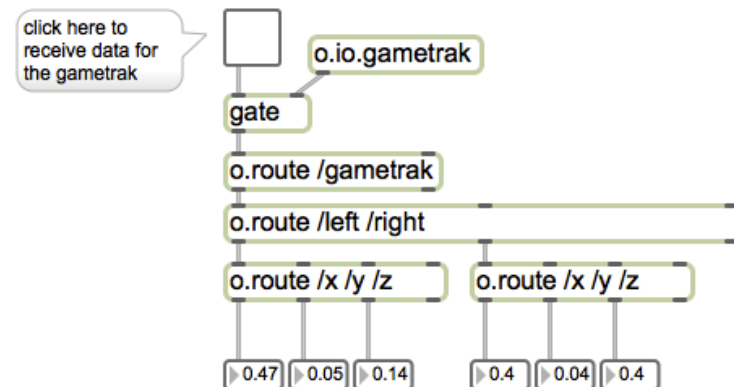 click here to
receive data for
the gametrak
o.io.gametrak
gate
o.route /gametrak
o.route /left /right
o.route /x /y /z
o.route /x /y /z
0.47
0.05
0.14
0.4
0.04
0.4